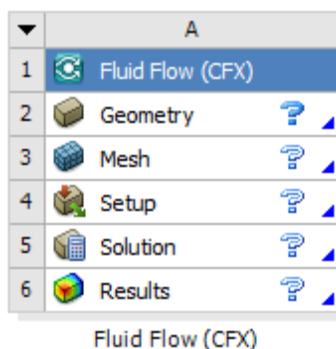 A
1 Fluid Flow (CFX)
2 Geometry ?
3 Mesh ?
4 Setup ?
5 Solution ?
6 Results ?
Fluid Flow (CFX)